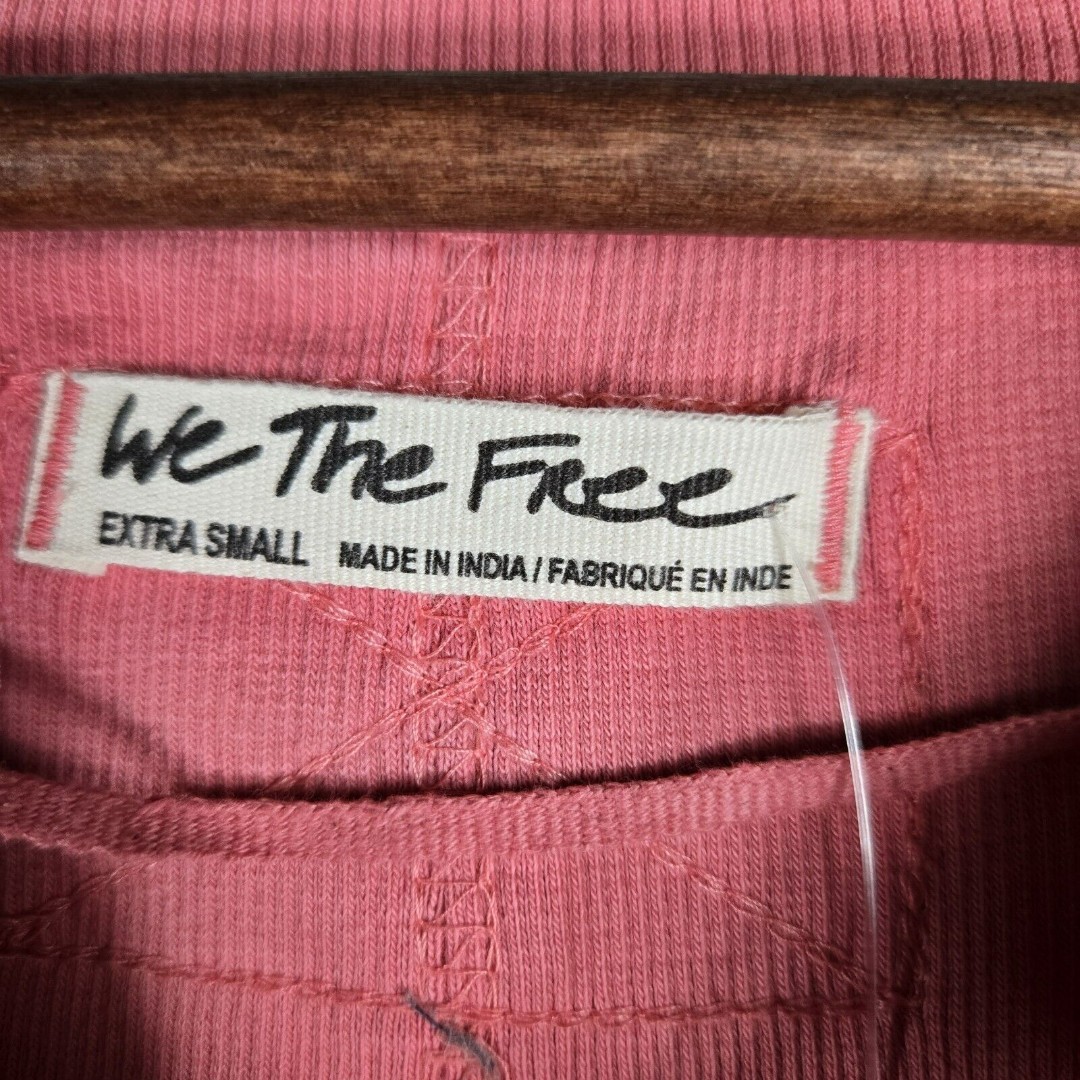 We The Free
EXTRA SMALL MADE IN INDIA / FABRIQUÉ EN INDE